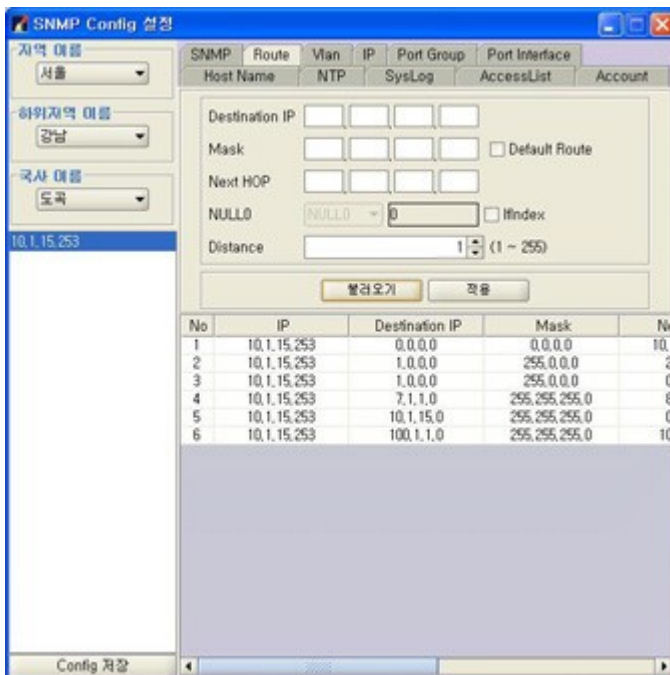 SNMP Config 설정
지역 이름
서울
하위지역 이름
강남
국사 이름
도곡
10,1,15,253
Config 저장
SNMP Route Vlan IP Port Group Port Interface
Host Name NTP SysLog AccessList Account
Destination IP
Mask Default Route
Next HOP
NULL0 NULL0 0 IfIndex
Distance 1 (1 ~ 255)
불러오기 적용
No IP Destination IP Mask
1 10,1,15,253 0,0,0,0 0,0,0,0 10,
2 10,1,15,253 1,0,0,0 255,0,0,0
3 10,1,15,253 1,0,0,0 255,0,0,0
4 10,1,15,253 7,1,1,0 255,255,255,0
5 10,1,15,253 10,1,15,0 255,255,255,0
6 10,1,15,253 100,1,1,0 255,255,255,0 10